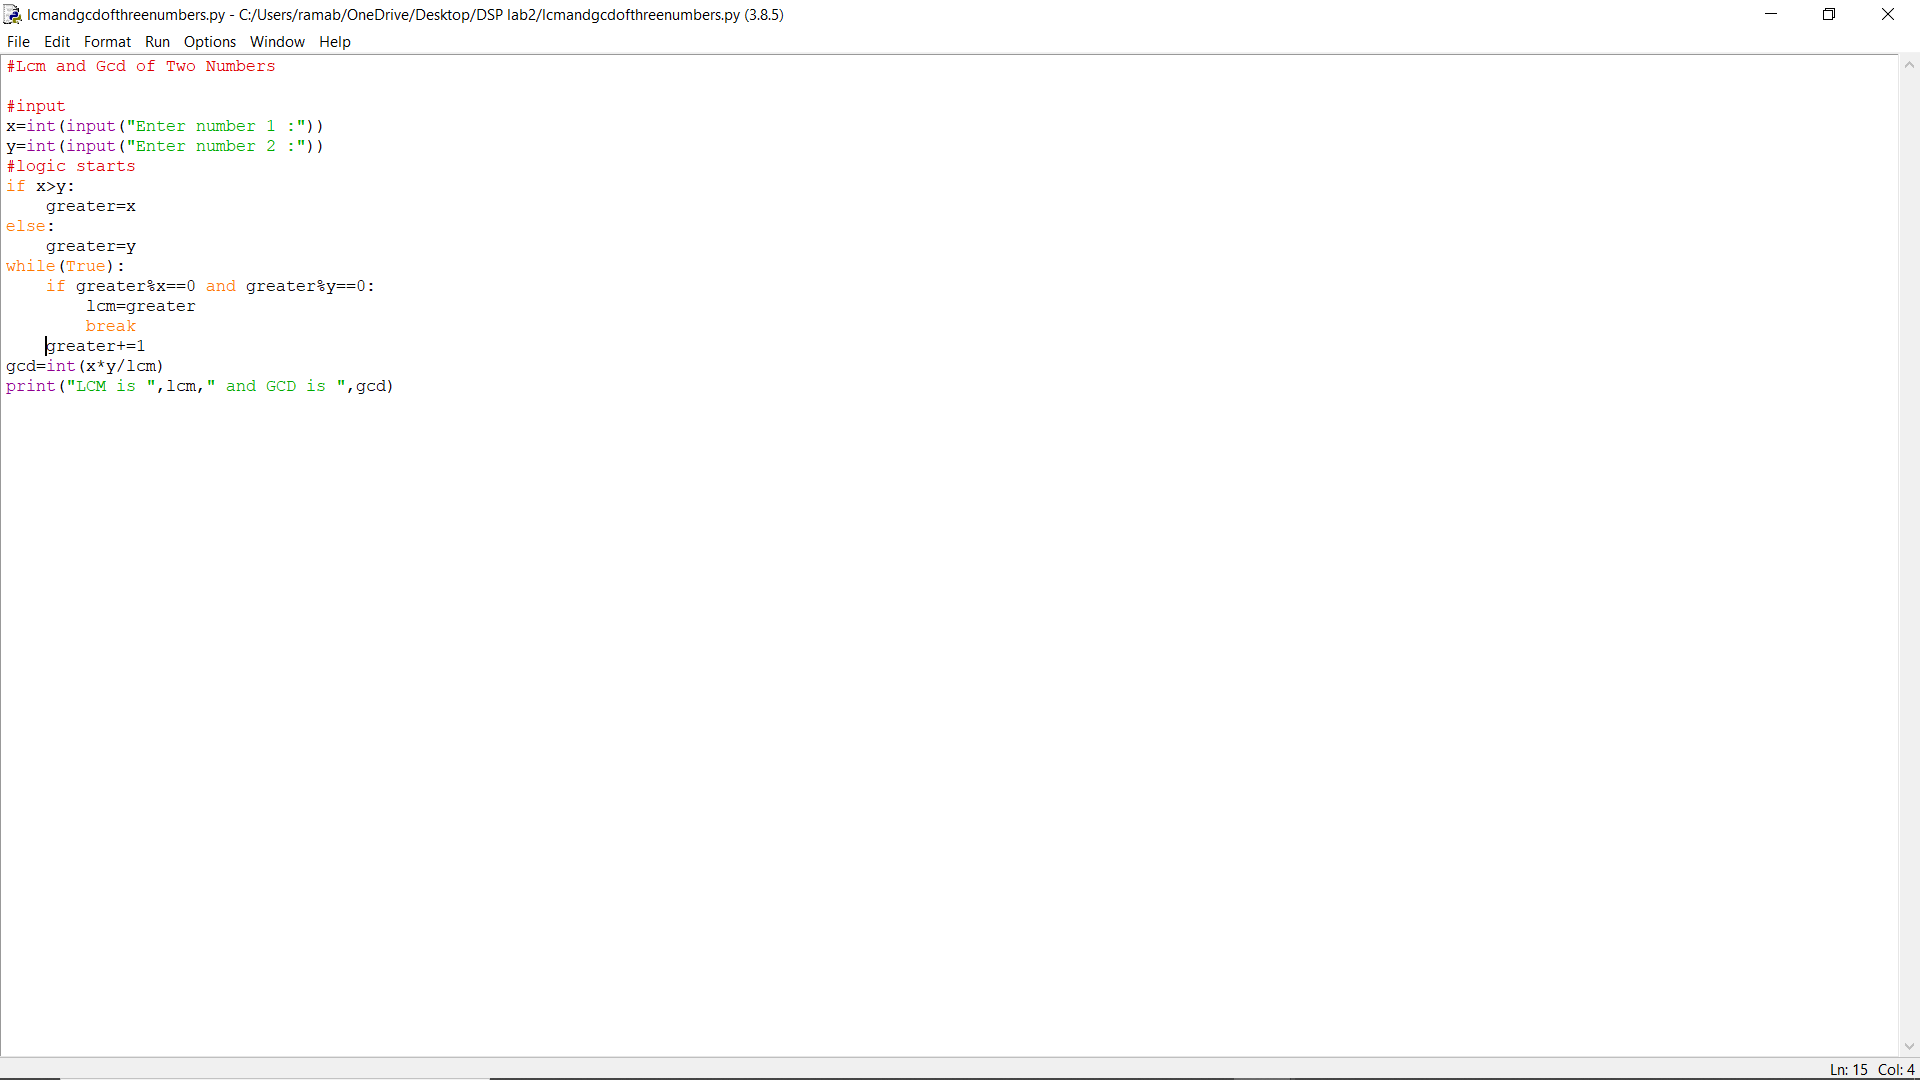 lcmandgcdofthreenumbers.py - C:/Users/ramab/OneDrive/Desktop/DSP lab2/lcmandgcdofthreenumbers.py (3.8.5)
File Edit Format Run Options Window Help
#Lcm and Gcd of Two Numbers
#input
x=int(input("Enter number 1 :"))
y=int(input("Enter number 2 :"))
#logic starts
if x>y:
    greater=x
else:
    greater=y
while(True):
    if greater%x==0 and greater%y==0:
        lcm=greater
        break
    greater+=1
gcd=int(x*y/lcm)
print("LCM is ",lcm," and GCD is ",gcd)
Ln: 15 Col: 4